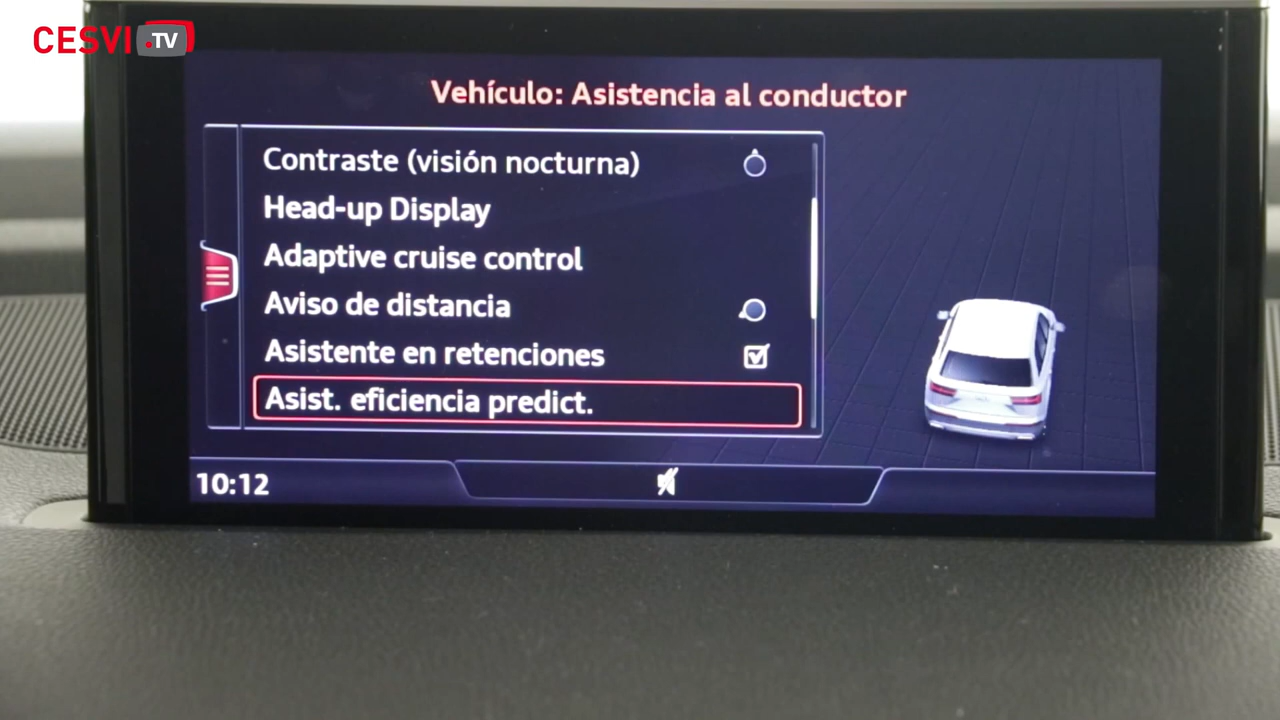 CESVI.TV
Vehículo: Asistencia al conductor
Contraste (visión nocturna)
Head-up Display
Adaptive cruise control
Aviso de distancia
Asistente en retenciones
Asist. eficiencia predict.
10:12